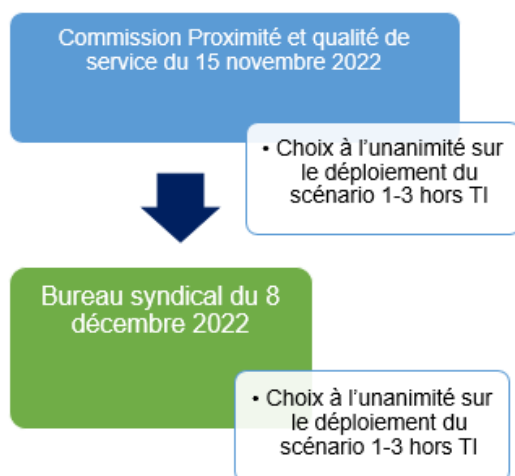 Commission Proximité et qualité de
service du 15 novembre 2022
• Choix à l'unanimité sur
le déploiement du
scénario 1-3 hors TI
Bureau syndical du 8
décembre 2022
• Choix à l'unanimité sur
le déploiement du
scénario 1-3 hors TI